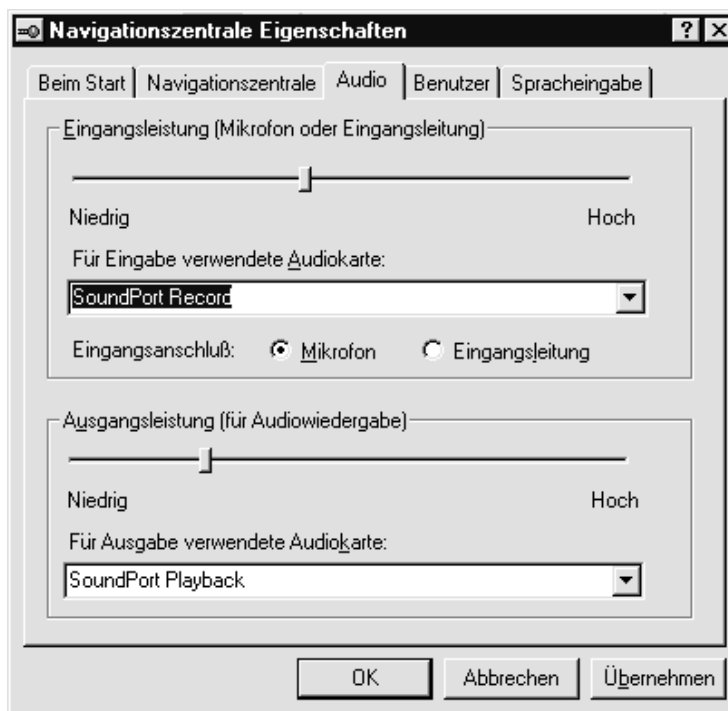 Navigationszentrale Eigenschaften
Beim Start Navigationszentrale Audio Benutzer Spracheingabe
Eingangsleistung (Mikrofon oder Eingangsleitung)
Niedrig Hoch
Für Eingabe verwendete Audiokarte:
SoundPort Record
Eingangsanschluß: Mikrofon Eingangsleitung
Ausgangsleistung (für Audiowiedergabe)
Niedrig Hoch
Für Ausgabe verwendete Audiokarte:
SoundPort Playback
OK Abbrechen Übernehmen